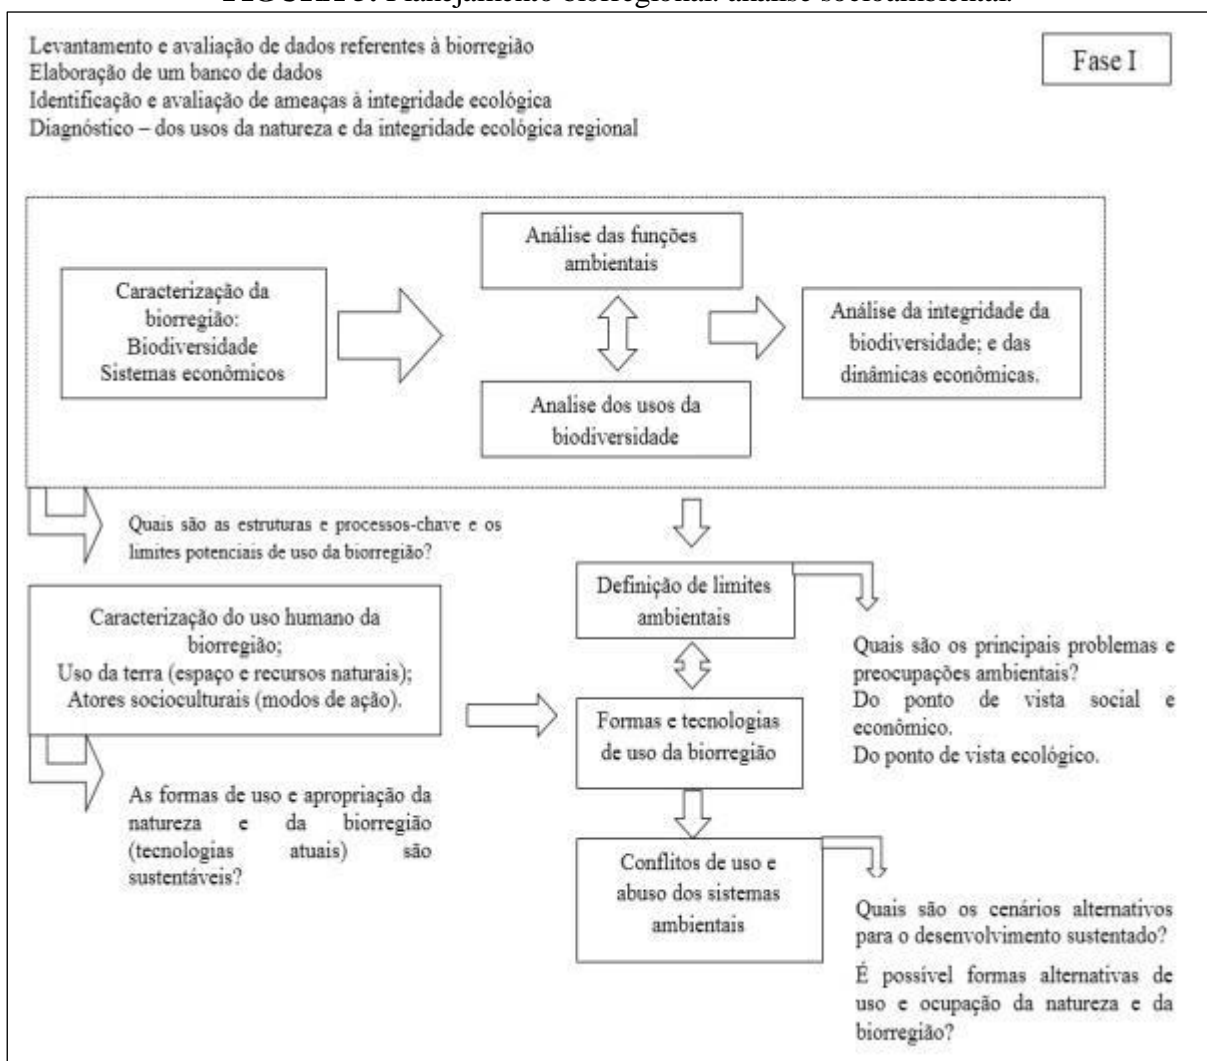 Planejamento biorregional: análise socioambiental.
Levantamento e avaliação de dados referentes à biorregião
Elaboração de um banco de dados
Identificação e avaliação de ameaças à integridade ecológica
Diagnóstico – dos usos da natureza e da integridade ecológica regional
Fase I
Caracterização da
biorregião:
Biodiversidade
Sistemas econômicos
Análise das funções
ambientais
Analise dos usos da
biodiversidade
Análise da integridade da
biodiversidade; e das
dinâmicas econômicas.
Quais são as estruturas e processos-chave e os
limites potenciais de uso da biorregião?
Caracterização do uso humano da
biorregião;
Uso da terra (espaço e recursos naturais);
Atores socioculturais (modos de ação).
As formas de uso e apropriação da
natureza e da biorregião
(tecnologias atuais) são
sustentáveis?
Definição de limites
ambientais
Formas e tecnologias
de uso da biorregião
Conflitos de uso e
abuso dos sistemas
ambientais
Quais são os principais problemas e
preocupações ambientais?
Do ponto de vista social e
econômico.
Do ponto de vista ecológico.
Quais são os cenários alternativos
para o desenvolvimento sustentado?
É possível formas alternativas de
uso e ocupação da natureza e da
biorregião?